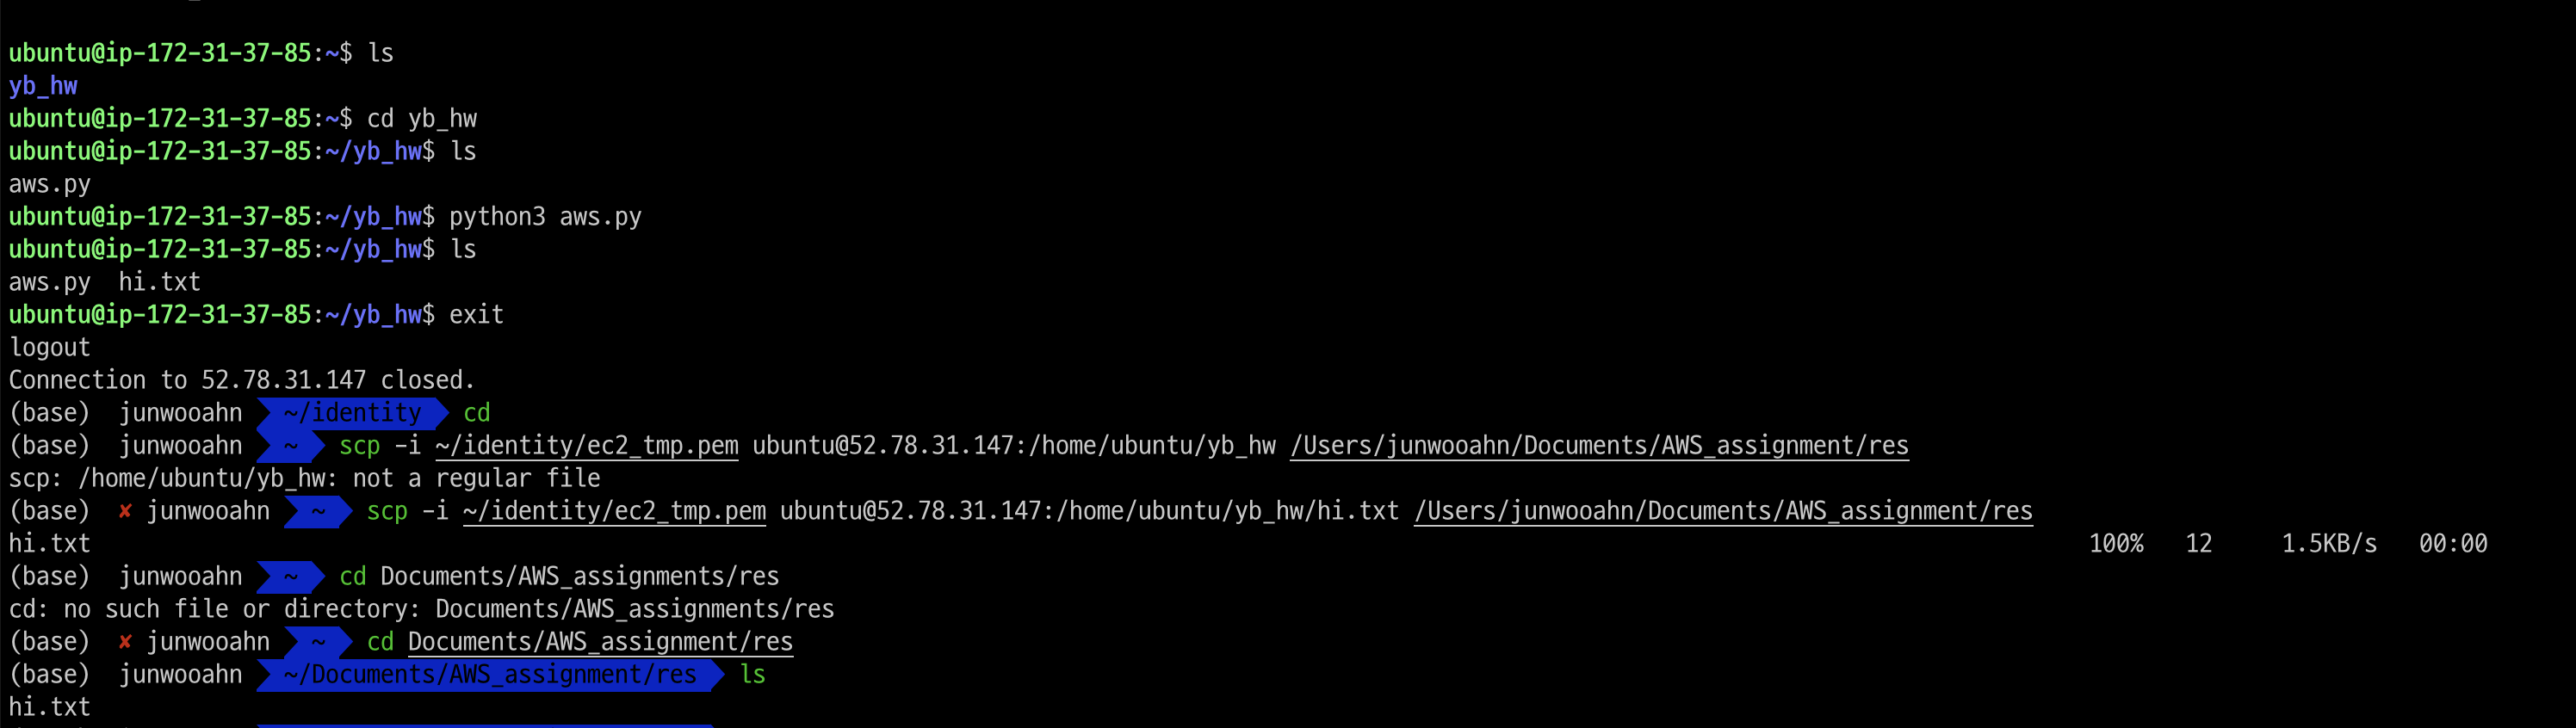 ubuntu@ip-172-31-37-85:~$ ls
yb_hw
ubuntu@ip-172-31-37-85:~$ cd yb_hw
ubuntu@ip-172-31-37-85:~/yb_hw$ ls
aws.py
ubuntu@ip-172-31-37-85:~/yb_hw$ python3 aws.py
ubuntu@ip-172-31-37-85:~/yb_hw$ ls
aws.py  hi.txt
ubuntu@ip-172-31-37-85:~/yb_hw$ exit
logout
Connection to 52.78.31.147 closed.
(base)  junwooahn  ~/identity  cd
(base)  junwooahn  ~  scp -i ~/identity/ec2_tmp.pem ubuntu@52.78.31.147:/home/ubuntu/yb_hw /Users/junwooahn/Documents/AWS_assignment/res
scp: /home/ubuntu/yb_hw: not a regular file
(base)  ✘ junwooahn  ~  scp -i ~/identity/ec2_tmp.pem ubuntu@52.78.31.147:/home/ubuntu/yb_hw/hi.txt /Users/junwooahn/Documents/AWS_assignment/res
hi.txt  100%  12  1.5KB/s  00:00
(base)  junwooahn  ~  cd Documents/AWS_assignments/res
cd: no such file or directory: Documents/AWS_assignments/res
(base)  ✘ junwooahn  ~  cd Documents/AWS_assignment/res
(base)  junwooahn  ~/Documents/AWS_assignment/res  ls
hi.txt